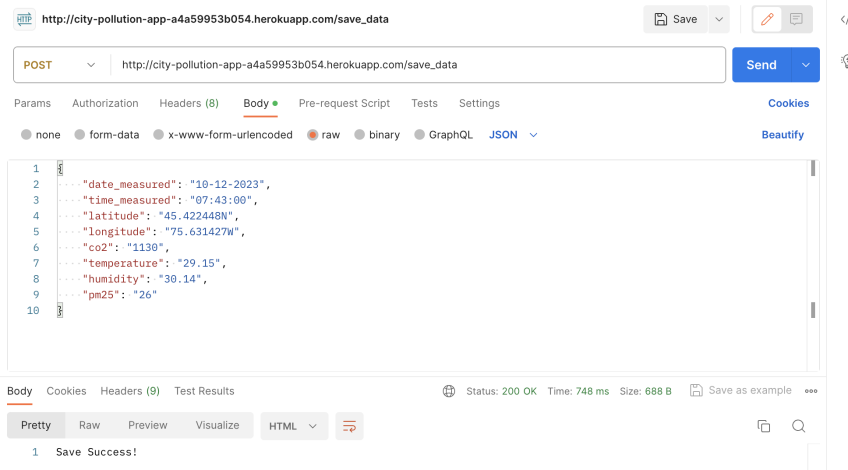 HTTP http://city-pollution-app-a4a59953b054.herokuapp.com/save_data Save
POST http://city-pollution-app-a4a59953b054.herokuapp.com/save_data Send
Params Authorization Headers (8) Body Pre-request Script Tests Settings Cookies
none form-data x-www-form-urlencoded raw binary GraphQL JSON Beautify
1 {
2 "date_measured": "10-12-2023",
3 "time_measured": "07:43:00",
4 "latitude": "45.422448N",
5 "longitude": "75.631427W",
6 "co2": "1130",
7 "temperature": "29.15",
8 "humidity": "30.14",
9 "pm25": "26"
10 }
Body Cookies Headers (9) Test Results Status: 200 OK Time: 748 ms Size: 688 B Save as example
Pretty Raw Preview Visualize HTML
1 Save Success!